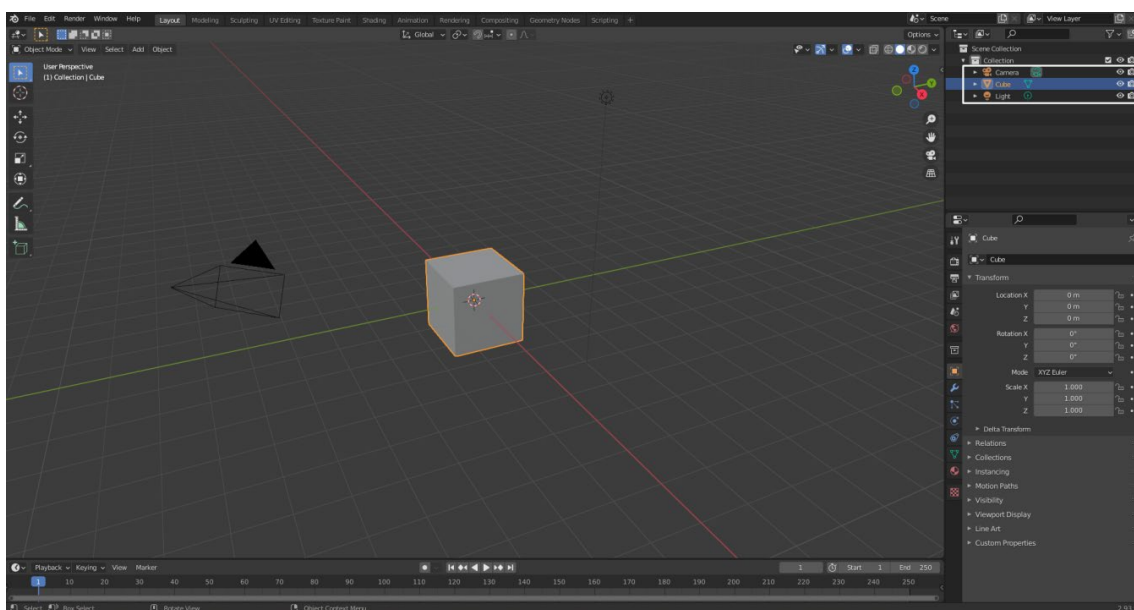 File Edit Render Window Help Layout Modeling Sculpting UV Editing Texture Paint Shading Animation Rendering Compositing Geometry Nodes Scripting + Scene View Layer
Global Options
Object Mode View Select Add Object
User Perspective
(1) Collection | Cube
Z
Y
X
Scene Collection
Collection
Camera
Cube
Light
Cube
Cube
Transform
Location X 0 m
Y 0 m
Z 0 m
Rotation X 0°
Y 0°
Z 0°
Mode XYZ Euler
Scale X 1.000
Y 1.000
Z 1.000
Delta Transform
Relations
Collections
Instancing
Motion Paths
Visibility
Viewport Display
Line Art
Custom Properties
Playback Keying View Marker 1 Start 1 End 250
1 10 20 30 40 50 60 70 80 90 100 110 120 130 140 150 160 170 180 190 200 210 220 230 240 250
Select Box Select Rotate View Object Context Menu 2.93